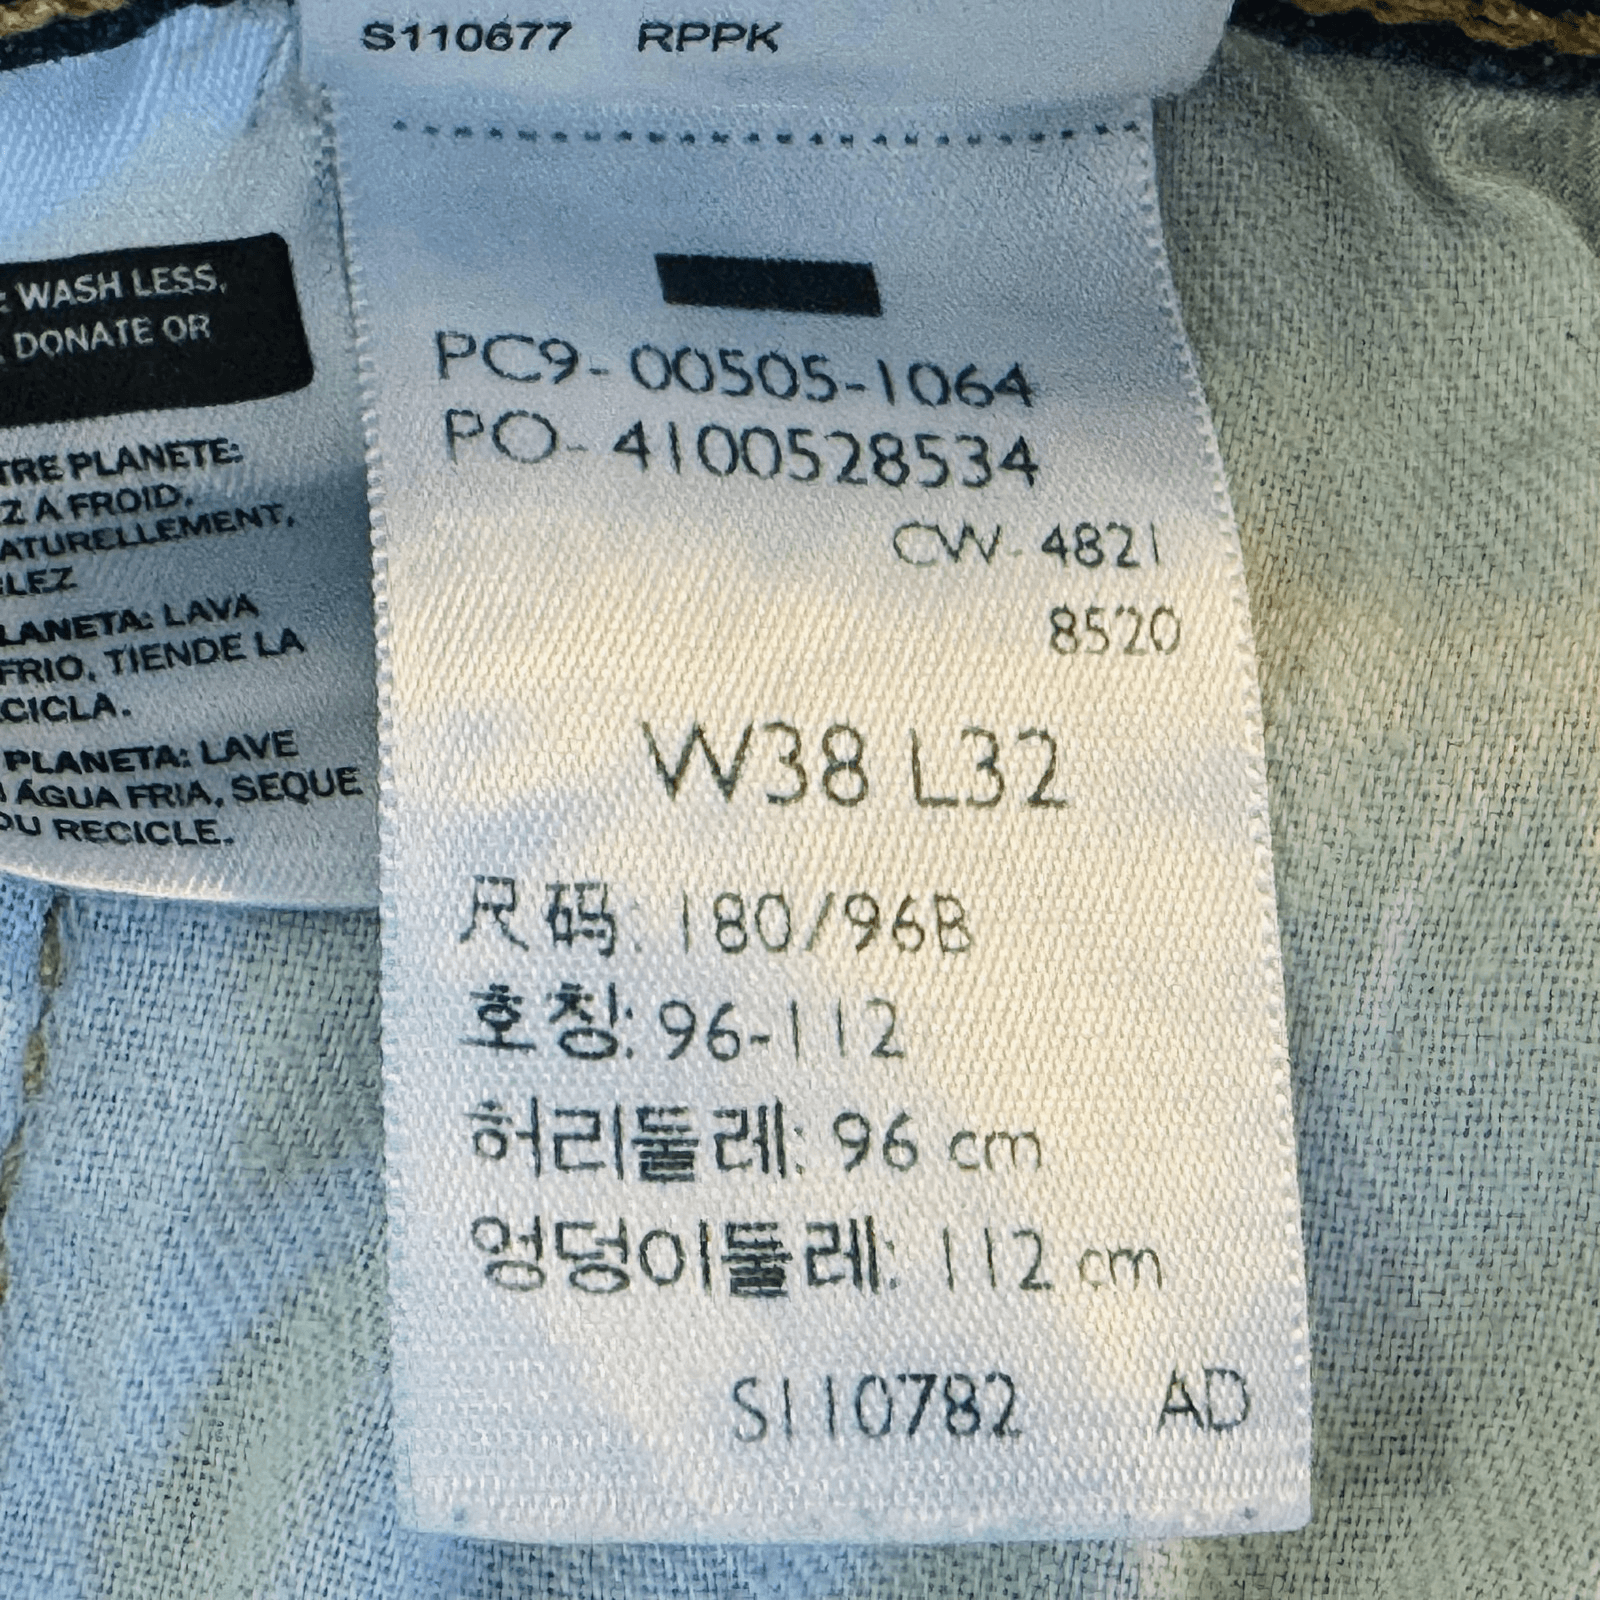 S110677 RPPK
: WASH LESS,
DONATE OR
TRE PLANETE:
Z A FROID,
ATURELLEMENT,
LEZ
LANETA: LAVA
FRIO, TIENDE LA
CICLA.
PLANETA: LAVE
ÁGUA FRIA, SEQUE
OU RECICLE.
PC9-00505-1064
PO-4100528534
CW-4821
8520
W38 L32
尺码: 180/96B
호칭: 96-112
허리둘레: 96 cm
엉덩이둘레: 112 cm
S110782 AD